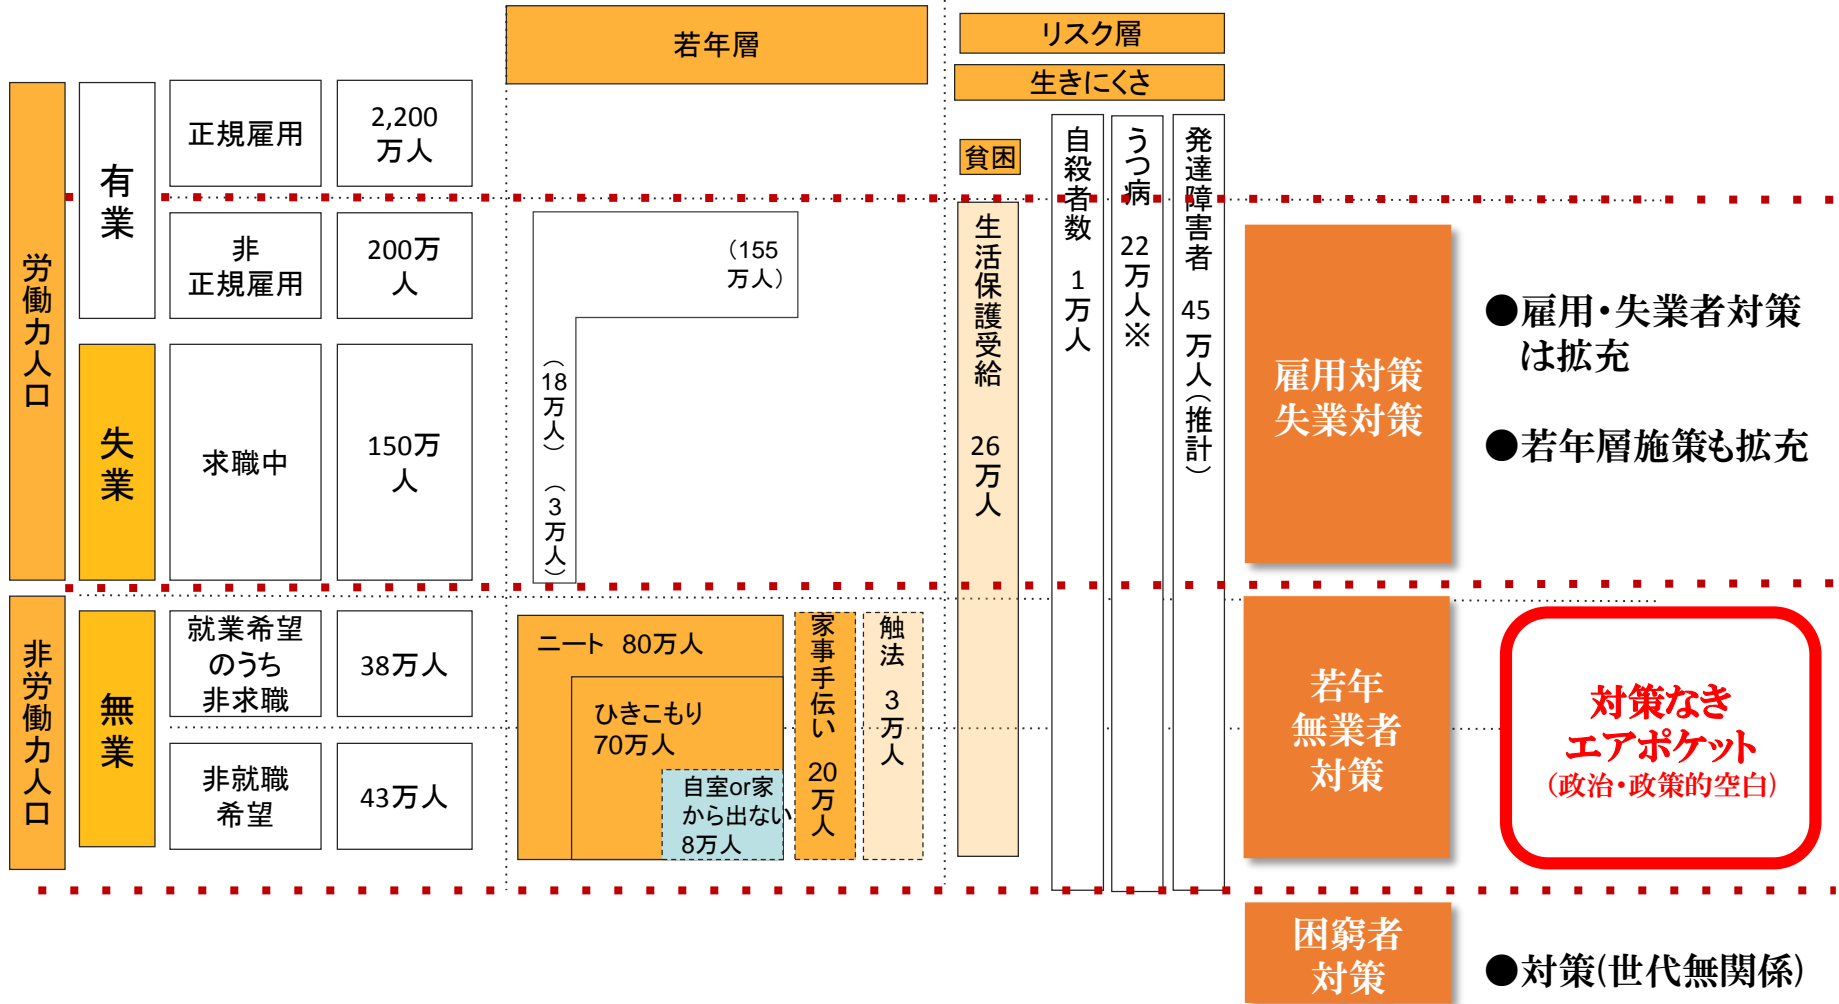 若年層
リスク層
生きにくさ
労働力人口
有業
正規雇用
2,200
万人
非
正規雇用
200万
人
失業
求職中
150万
人
(155
万人)
(18万人) (3万人)
貧困
生活保護受給 26万人
自殺者数 1万人
うつ病 22万人※
発達障害者 45万人(推計)
雇用対策
失業対策
●雇用・失業者対策
は拡充
●若年層施策も拡充
非労働力人口
無業
就業希望
のうち
非求職
38万人
非就職
希望
43万人
ニート 80万人
ひきこもり
70万人
自室or家
から出ない
8万人
家事手伝い 20万人
触法 3万人
若年
無業者
対策
対策なき
エアポケット
(政治・政策的空白)
困窮者
対策
●対策(世代無関係)